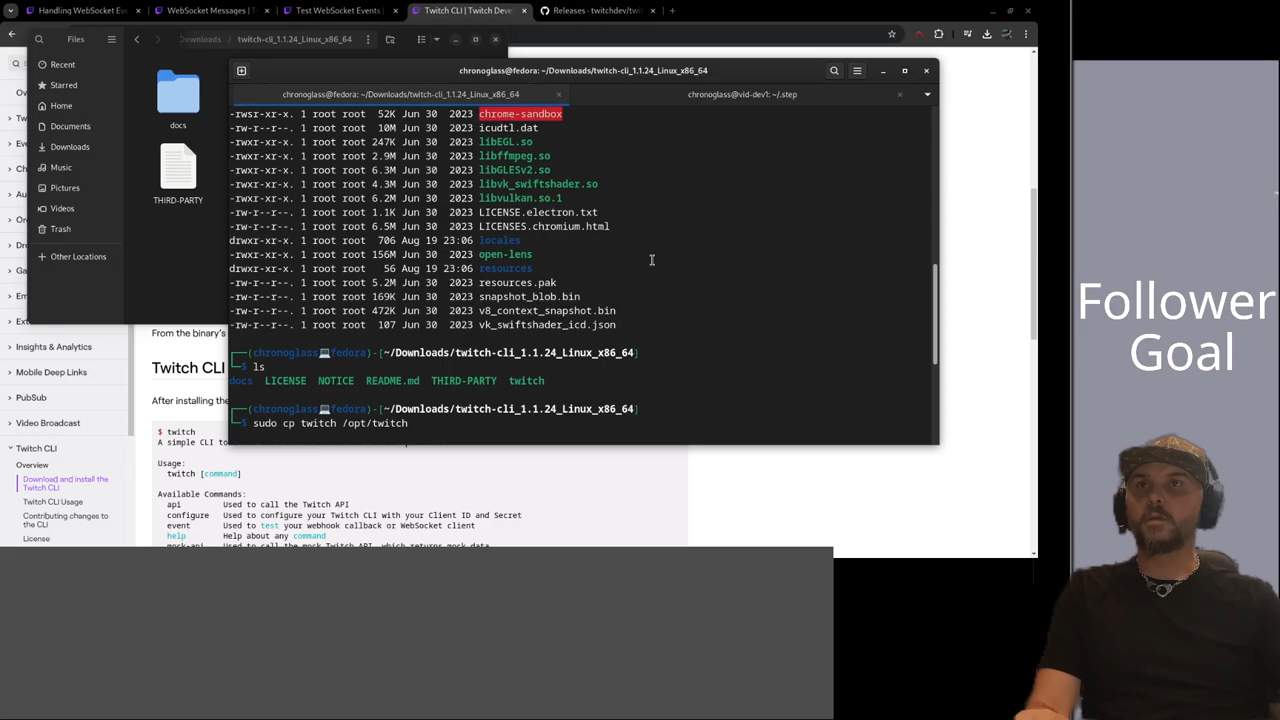 Handling WebSocket Eve
WebSocket Messages | T
Test WebSocket Events |
Twitch CLI | Twitch Deve
Releases - twitchdev/twit
Files
Downloads / twitch-cli_1.1.24_Linux_x86_64
Recent
Starred
Home
Documents
Downloads
Music
Pictures
Videos
Trash
Other Locations
docs
THIRD-PARTY
chronoglass@fedora: ~/Downloads/twitch-cli_1.1.24_Linux_x86_64
chronoglass@fedora: ~/Downloads/twitch-cli_1.1.24_Linux_x86_64
chronoglass@vid-dev1: ~/.step
-rwsr-xr-x. 1 root root 52K Jun 30 2023 chrome-sandbox
-rw-r--r--. 1 root root 10M Jun 30 2023 icudtl.dat
-rwxr-xr-x. 1 root root 247K Jun 30 2023 libEGL.so
-rwxr-xr-x. 1 root root 2.9M Jun 30 2023 libffmpeg.so
-rwxr-xr-x. 1 root root 6.3M Jun 30 2023 libGLESv2.so
-rwxr-xr-x. 1 root root 4.3M Jun 30 2023 libvk_swiftshader.so
-rwxr-xr-x. 1 root root 6.2M Jun 30 2023 libvulkan.so.1
-rw-r--r--. 1 root root 1.1K Jun 30 2023 LICENSE.electron.txt
-rw-r--r--. 1 root root 6.5M Jun 30 2023 LICENSES.chromium.html
drwxr-xr-x. 1 root root 706 Aug 19 23:06 locales
-rwxr-xr-x. 1 root root 156M Jun 30 2023 open-lens
drwxr-xr-x. 1 root root 56 Aug 19 23:06 resources
-rw-r--r--. 1 root root 5.2M Jun 30 2023 resources.pak
-rw-r--r--. 1 root root 169K Jun 30 2023 snapshot_blob.bin
-rw-r--r--. 1 root root 472K Jun 30 2023 v8_context_snapshot.bin
-rw-r--r--. 1 root root 107 Jun 30 2023 vk_swiftshader_icd.json
┌──(chronoglass💻fedora)-[~/Downloads/twitch-cli_1.1.24_Linux_x86_64]
└─$ ls
docs LICENSE NOTICE README.md THIRD-PARTY twitch
┌──(chronoglass💻fedora)-[~/Downloads/twitch-cli_1.1.24_Linux_x86_64]
└─$ sudo cp twitch /opt/twitch
Insights & Analytics
Mobile Deep Links
PubSub
Video Broadcast
Twitch CLI
Overview
Download and install the
Twitch CLI
Twitch CLI Usage
Contributing changes to
the CLI
License
From the binary's
Twitch CLI
After installing the
$ twitch
A simple CLI to
Usage:
twitch [command]
Available Commands:
api Used to call the Twitch API
configure Used to configure your Twitch CLI with your Client ID and Secret
event Used to test your webhook callback or WebSocket client
help Help about any command
mock-api Used to call the mock Twitch API, which returns mock data
Follower
Goal